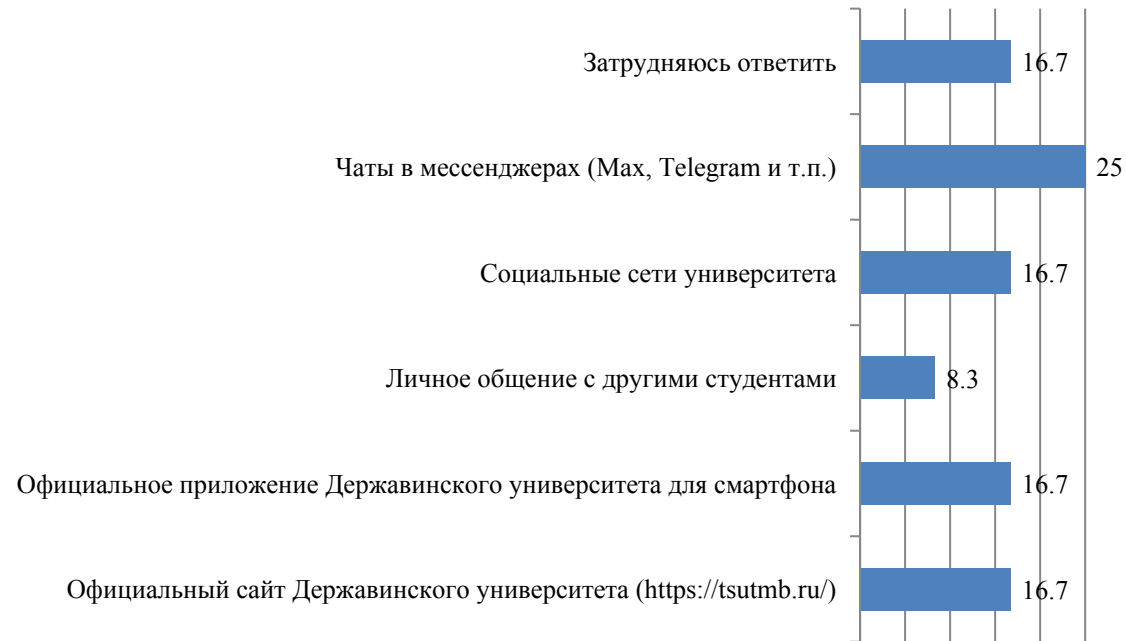 Затрудняюсь ответить 16.7
Чаты в мессенджерах (Max, Telegram и т.п.) 25
Социальные сети университета 16.7
Личное общение с другими студентами 8.3
Официальное приложение Державинского университета для смартфона 16.7
Официальный сайт Державинского университета (https://tsutmb.ru/) 16.7